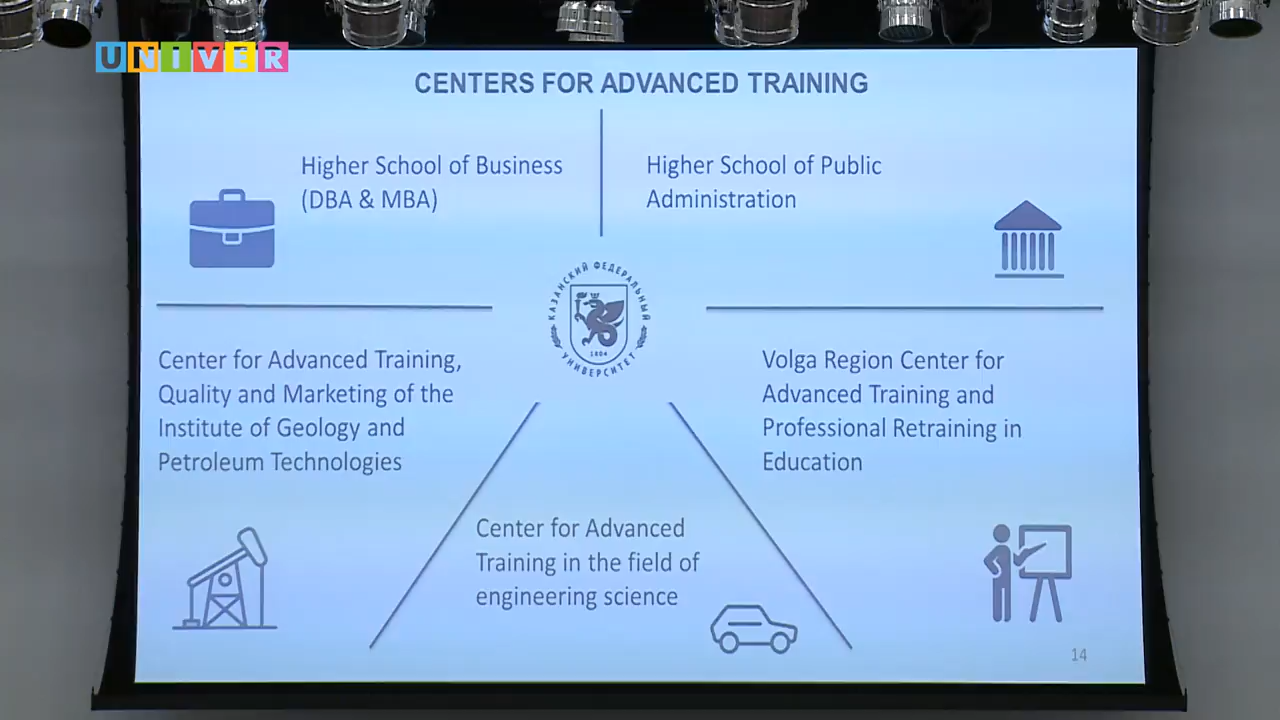 UNIVER
CENTERS FOR ADVANCED TRAINING
Higher School of Business
(DBA & MBA)
Higher School of Public
Administration
КАЗАНСКИЙ ФЕДЕРАЛЬНЫЙ
УНИВЕРСИТЕТ
1804
Center for Advanced Training,
Quality and Marketing of the
Institute of Geology and
Petroleum Technologies
Volga Region Center for
Advanced Training and
Professional Retraining in
Education
Center for Advanced
Training in the field of
engineering science
14